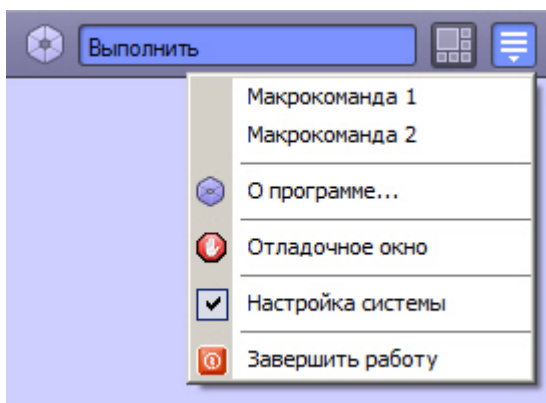 Выполнить
Макрокоманда 1
Макрокоманда 2
О программе...
Отладочное окно
Настройка системы
Завершить работу